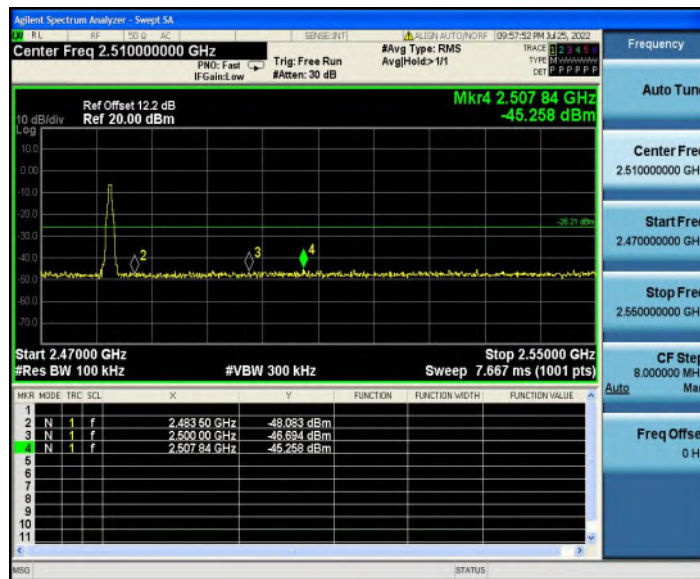 Agilent Spectrum Analyzer - Swept SA
RL RF 50 Ω AC SENSE:INT ALIGN AUTO/NORF 09:57:52 PM Jul 25, 2022
Center Freq 2.510000000 GHz
PNO: Fast
IFGain:Low
Trig: Free Run
#Atten: 30 dB
#Avg Type: RMS
Avg|Hold:>1/1
TRACE 1 2 3 4 5 6
TYPE M
DET P P P P P P
Frequency
Auto Tune
Center Freq
2.510000000 GH
Start Freq
2.470000000 GH
Stop Freq
2.550000000 GH
CF Step
8.000000 MH
Auto Man
Freq Offset
0 H
Mkr4 2.507 84 GHz
-45.258 dBm
Ref Offset 12.2 dB
10 dB/div Ref 20.00 dBm
Log
10.0
0.00
-10.0
-20.0
-26.21 dBm
-30.0
-40.0
-50.0
-60.0
-70.0
2
3
4
Start 2.47000 GHz Stop 2.55000 GHz
#Res BW 100 kHz #VBW 300 kHz Sweep 7.667 ms (1001 pts)
MKR MODE TRC SCL X Y FUNCTION FUNCTION WIDTH FUNCTION VALUE
1
2 N 1 f 2.483 50 GHz -48.083 dBm
3 N 1 f 2.500 00 GHz -46.694 dBm
4 N 1 f 2.507 84 GHz -45.258 dBm
5
6
7
8
9
10
11
MSG STATUS